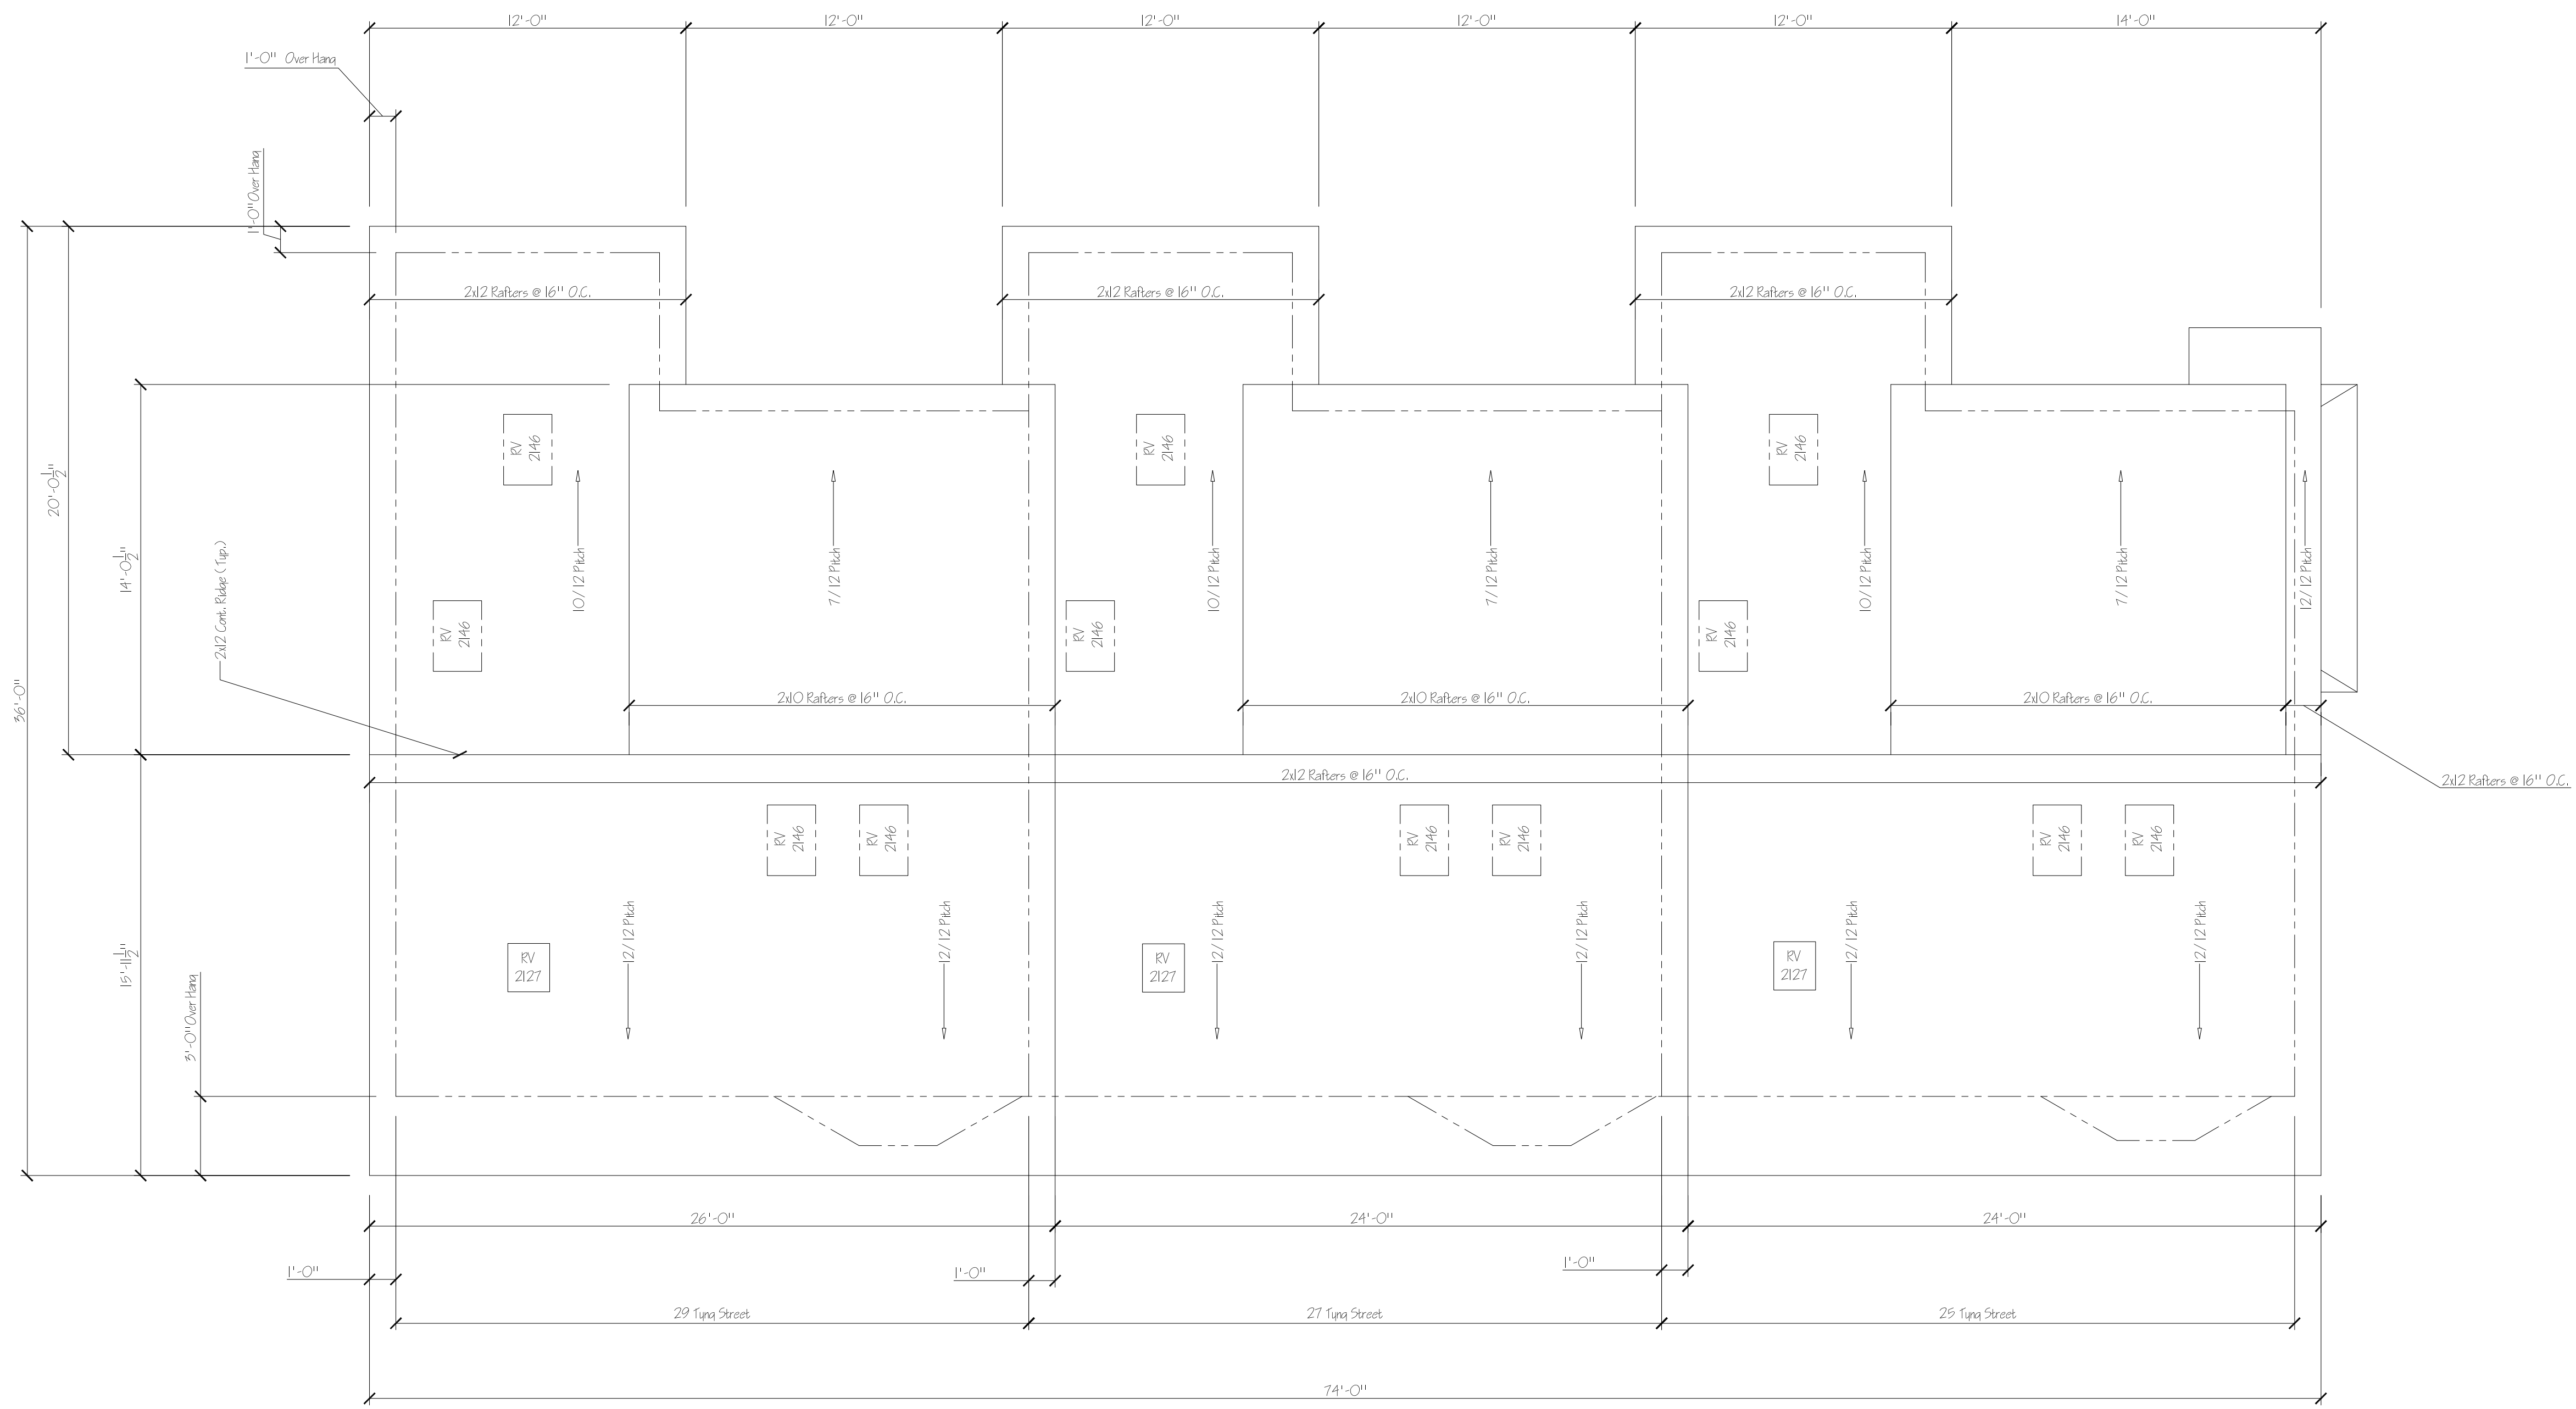 12'-0"
12'-0"
12'-0"
12'-0"
12'-0"
14'-0"
1'-0" Over Hang
1'-0" Over Hang
2x12 Rafters @ 16" O.C.
2x12 Rafters @ 16" O.C.
2x12 Rafters @ 16" O.C.
36'-0"
20'-0 1/2"
14'-0 1/2"
2x12 Cont. Ridge (Typ.)
RV
2146
RV
2146
RV
2146
10/12 Pitch
7/12 Pitch
10/12 Pitch
7/12 Pitch
10/12 Pitch
7/12 Pitch
12/12 Pitch
RV
2146
RV
2146
RV
2146
2x10 Rafters @ 16" O.C.
2x10 Rafters @ 16" O.C.
2x10 Rafters @ 16" O.C.
2x12 Rafters @ 16" O.C.
2x12 Rafters @ 16" O.C.
RV
2146
RV
2146
RV
2146
RV
2146
RV
2146
RV
2146
15'-11 1/2"
3'-0" Over Hang
RV
2127
12/12 Pitch
12/12 Pitch
RV
2127
12/12 Pitch
12/12 Pitch
RV
2127
12/12 Pitch
12/12 Pitch
26'-0"
24'-0"
24'-0"
1'-0"
1'-0"
1'-0"
29 Tyng Street
27 Tyng Street
25 Tyng Street
74'-0"